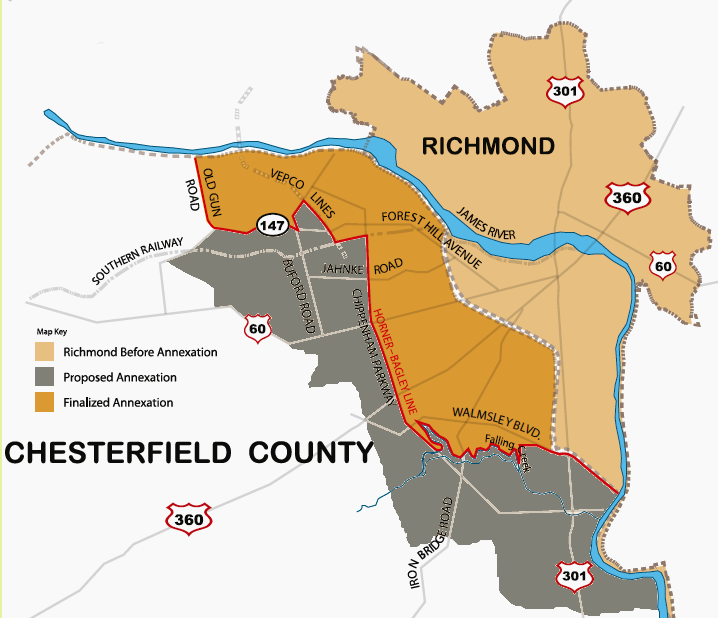 301
RICHMOND
360
OLD GUN
ROAD
VEPCO LINES
147
FOREST HILL AVENUE
JAMES RIVER
SOUTHERN RAILWAY
JAHNKE ROAD
60
BUFORD ROAD
CHIPPENHAM PARKWAY
HORNER - BAGLEY LINE
60
Map Key
Richmond Before Annexation
Proposed Annexation
Finalized Annexation
WALMSLEY BLVD.
Falling
Creek
CHESTERFIELD COUNTY
360
IRON BRIDGE ROAD
301